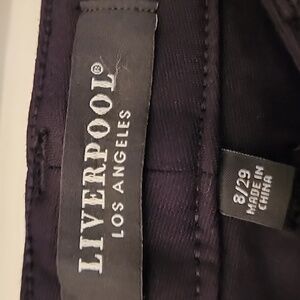 LIVERPOOL®
LOS ANGELES
8/29
MADE IN
CHINA